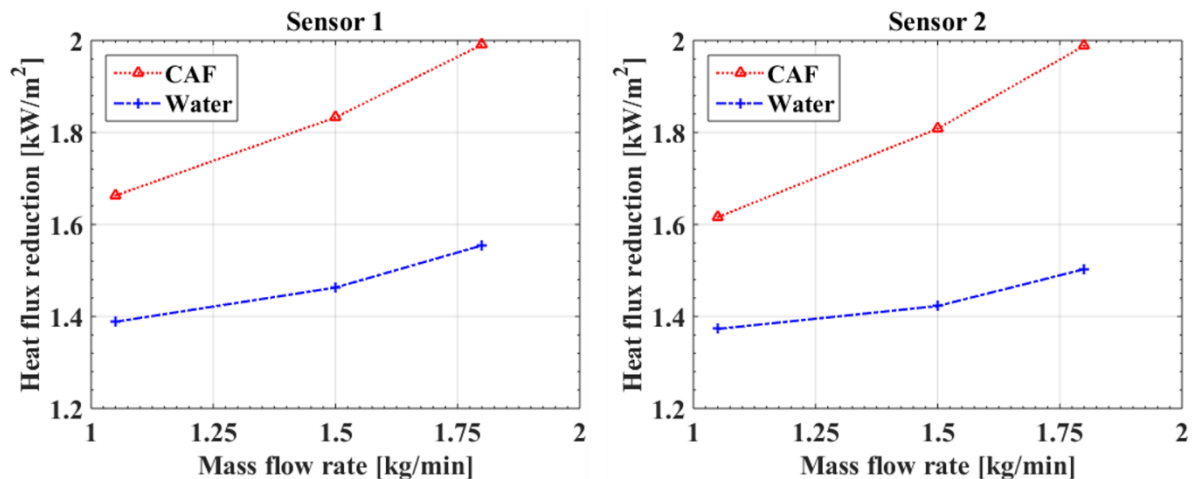 Sensor 1
Heat flux reduction [kW/m²]
2
1.8
1.6
1.4
1.2
CAF
Water
1
1.25
1.5
1.75
2
Mass flow rate [kg/min]
Sensor 2
Heat flux reduction [kW/m²]
2
1.8
1.6
1.4
1.2
CAF
Water
1
1.25
1.5
1.75
2
Mass flow rate [kg/min]